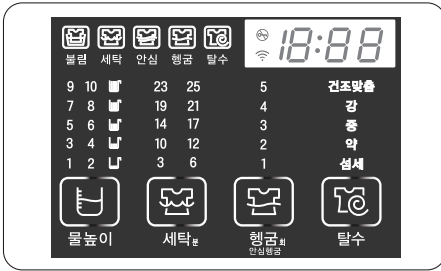 불림 세탁 안심 헹굼 탈수
18:88
9 10 23 25 5 건조맞춤
7 8 19 21 4 강
5 6 14 17 3 중
3 4 10 12 2 약
1 2 3 6 1 섬세
물높이 세탁분 헹굼회 탈수
안심헹굼